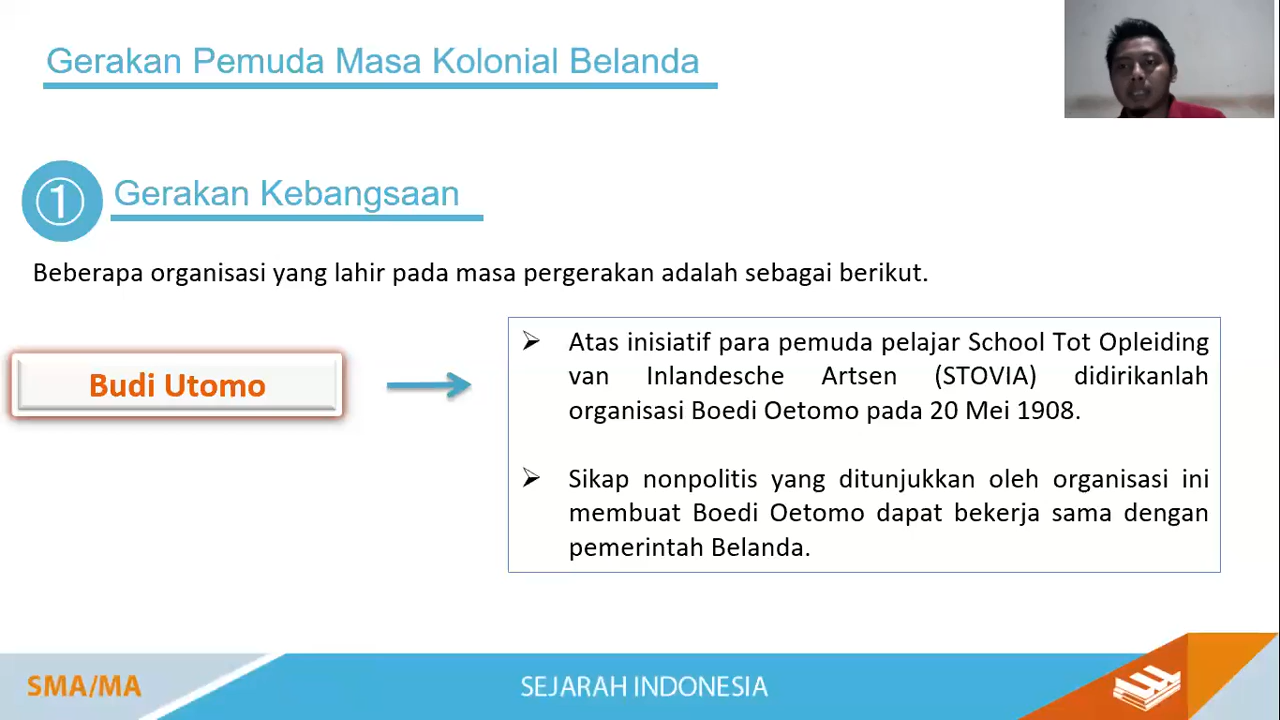 Gerakan Pemuda Masa Kolonial Belanda
① Gerakan Kebangsaan
Beberapa organisasi yang lahir pada masa pergerakan adalah sebagai berikut.
Budi Utomo
➢ Atas inisiatif para pemuda pelajar School Tot Opleiding
van Inlandesche Artsen (STOVIA) didirikanlah
organisasi Boedi Oetomo pada 20 Mei 1908.
➢ Sikap nonpolitis yang ditunjukkan oleh organisasi ini
membuat Boedi Oetomo dapat bekerja sama dengan
pemerintah Belanda.
SMA/MA
SEJARAH INDONESIA